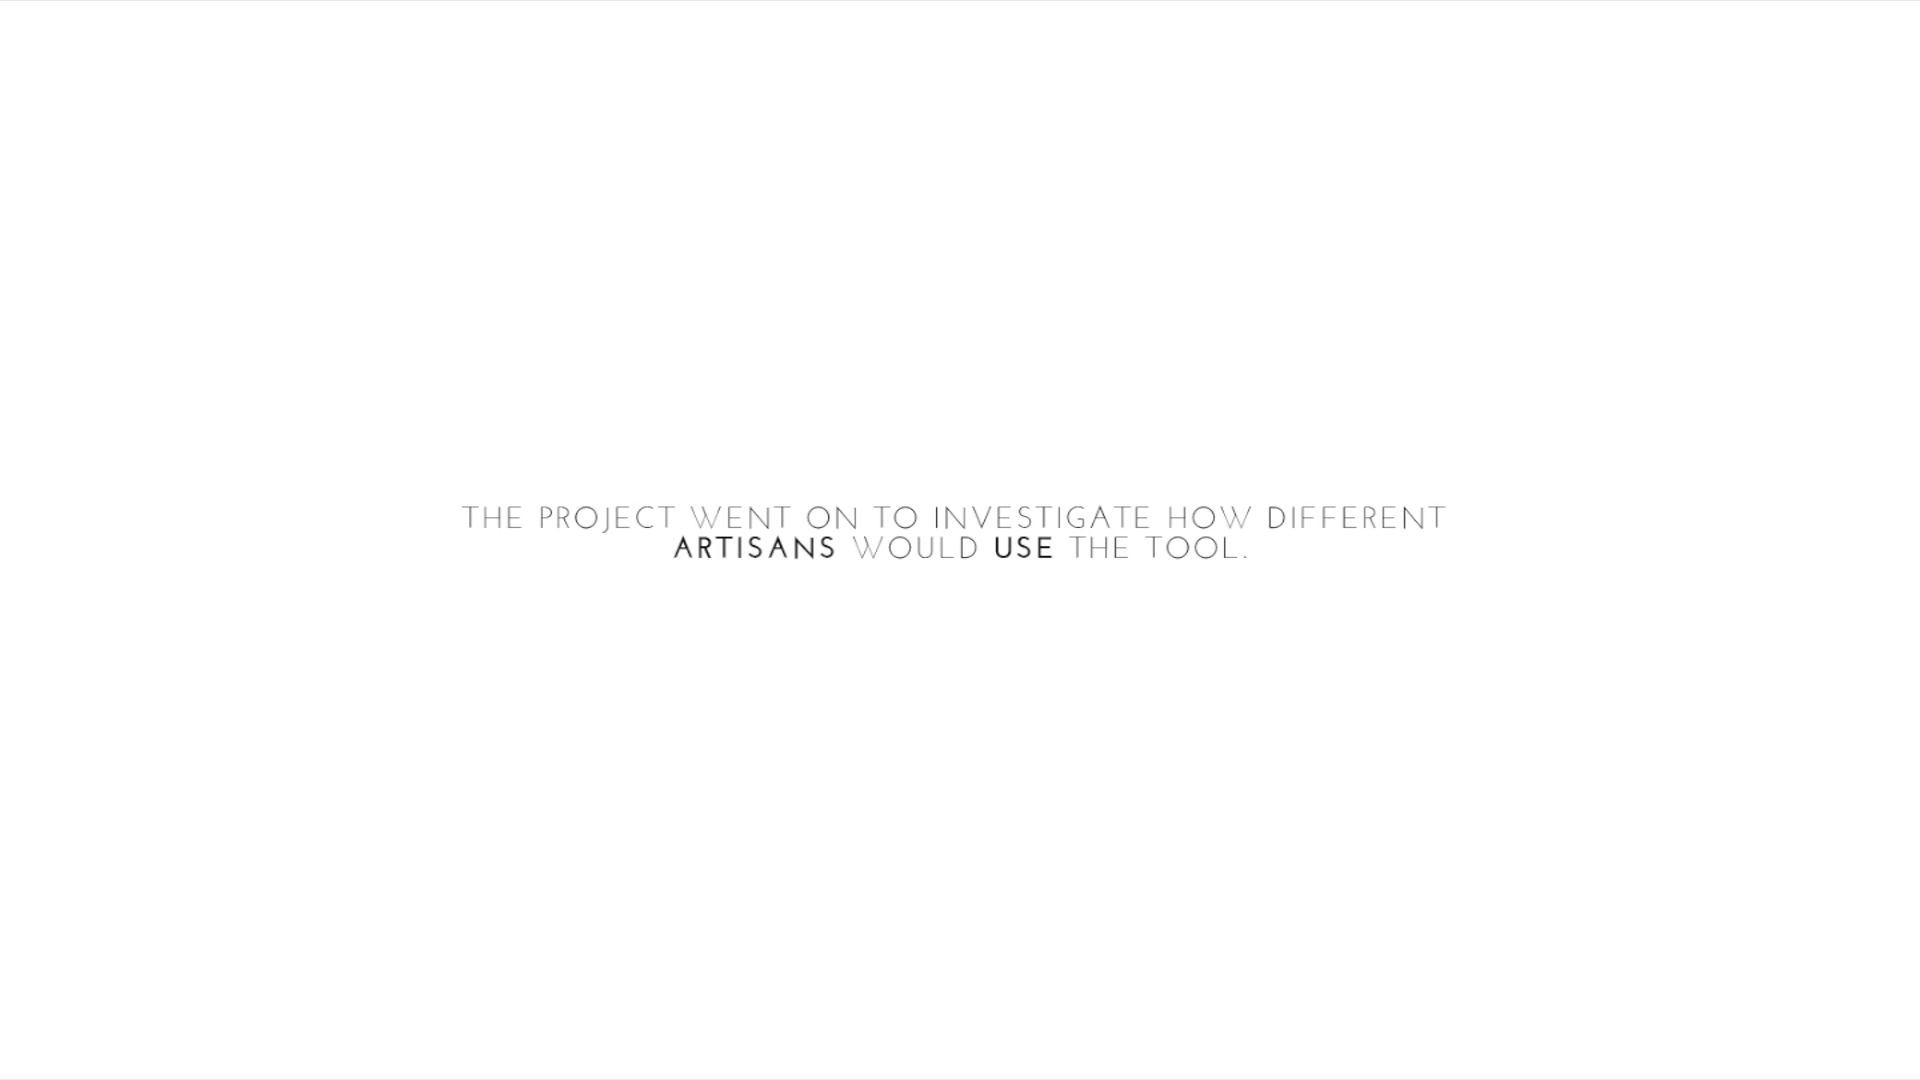 THE PROJECT WENT ON TO INVESTIGATE HOW DIFFERENT
ARTISANS WOULD USE THE TOOL.